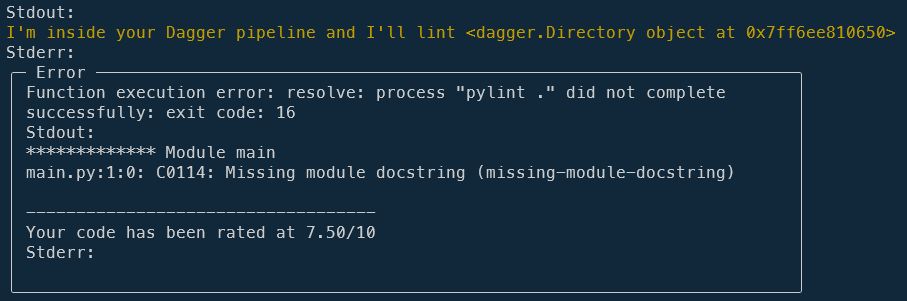 Stdout:
I'm inside your Dagger pipeline and I'll lint <dagger.Directory object at 0x7ff6ee810650>
Stderr:
Error
Function execution error: resolve: process "pylint ." did not complete
successfully: exit code: 16
Stdout:
************* Module main
main.py:1:0: C0114: Missing module docstring (missing-module-docstring)
-----------------------------------
Your code has been rated at 7.50/10
Stderr: